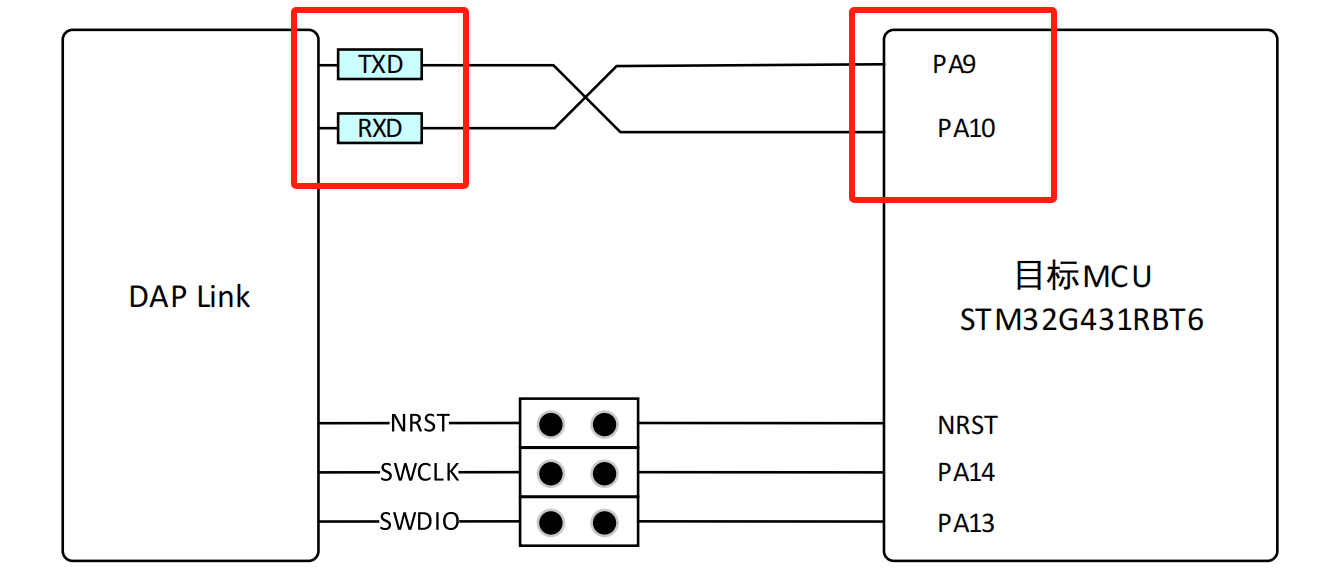 TXD
RXD
PA9
PA10
DAP Link
目标MCU
STM32G431RBT6
NRST
SWCLK
SWDIO
NRST
PA14
PA13